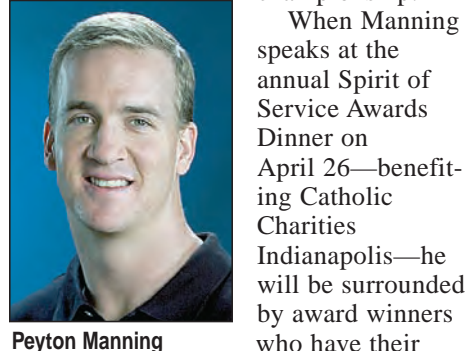 When Manning
speaks at the
annual Spirit of
Service Awards
Dinner on
April 26—benefit-
ing Catholic
Charities
Indianapolis—he
will be surrounded
by award winners
who have their
Peyton Manning